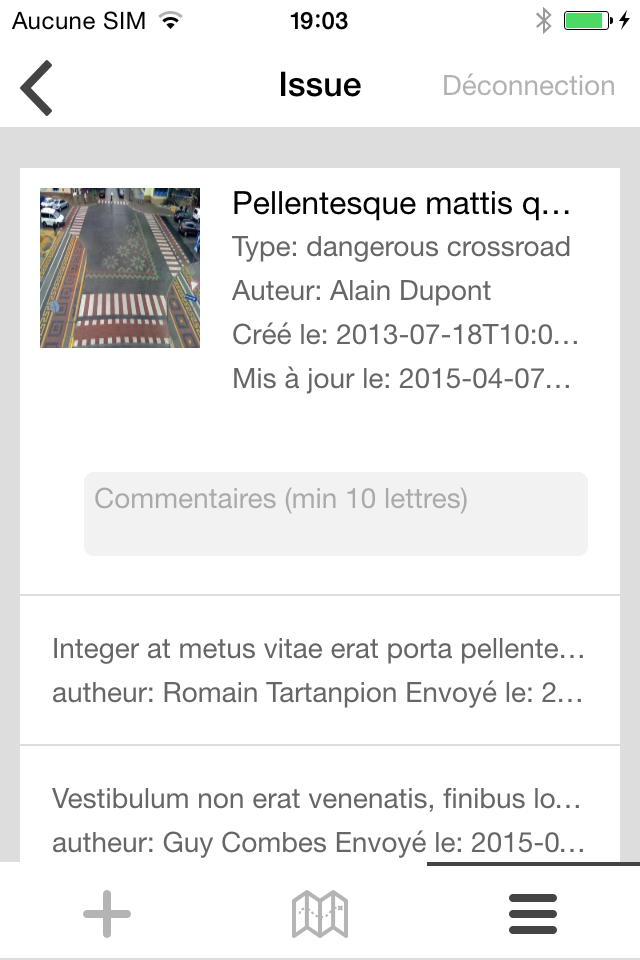 Aucune SIM 19:03
Issue Déconnection
Pellentesque mattis q...
Type: dangerous crossroad
Auteur: Alain Dupont
Créé le: 2013-07-18T10:0...
Mis à jour le: 2015-04-07...
Commentaires (min 10 lettres)
Integer at metus vitae erat porta pellente...
autheur: Romain Tartanpion Envoyé le: 2...
Vestibulum non erat venenatis, finibus lo...
autheur: Guy Combes Envoyé le: 2015-0...